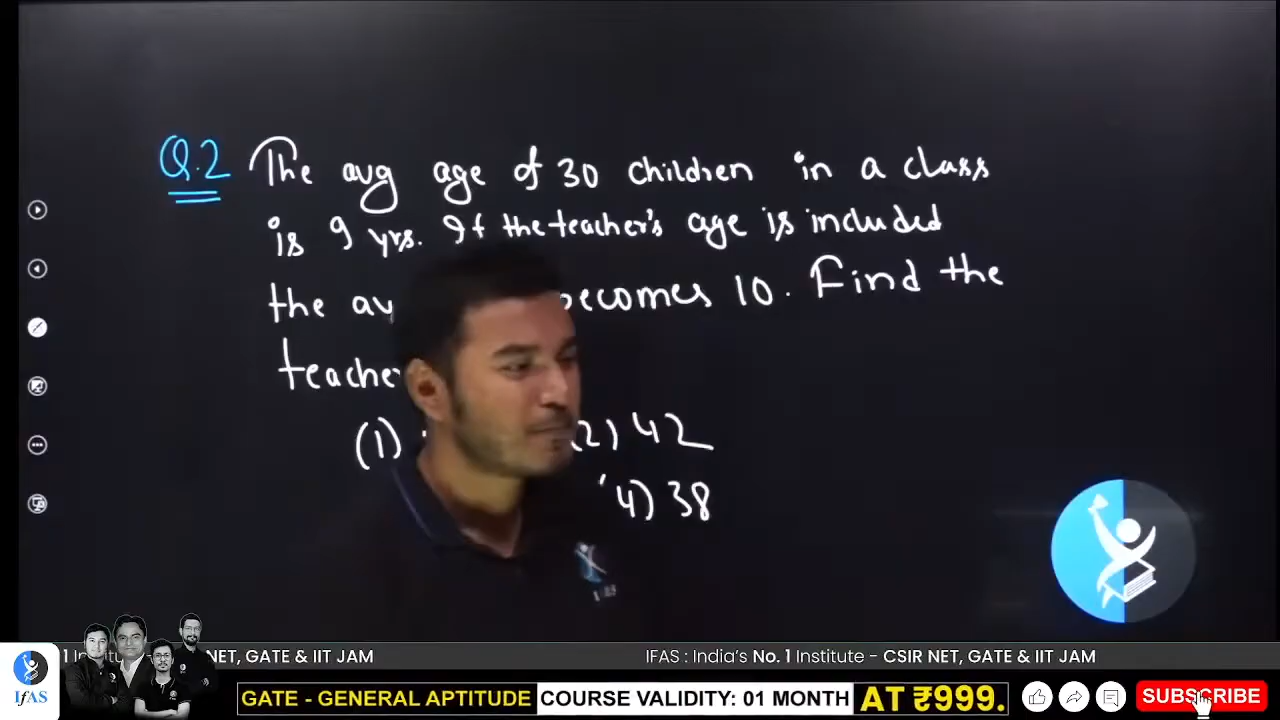 Q.2 The avg age of 30 children in a class
is 9 yrs. If the teacher's age is included
the becomes 10. Find the
(1) (2) 42
4) 38
IFAS
NET, GATE & IIT JAM
IFAS : India's No. 1 Institute - CSIR NET, GATE & IIT JAM
IfAS
GATE - GENERAL APTITUDE COURSE VALIDITY: 01 MONTH AT ₹999. SUBSCRIBE